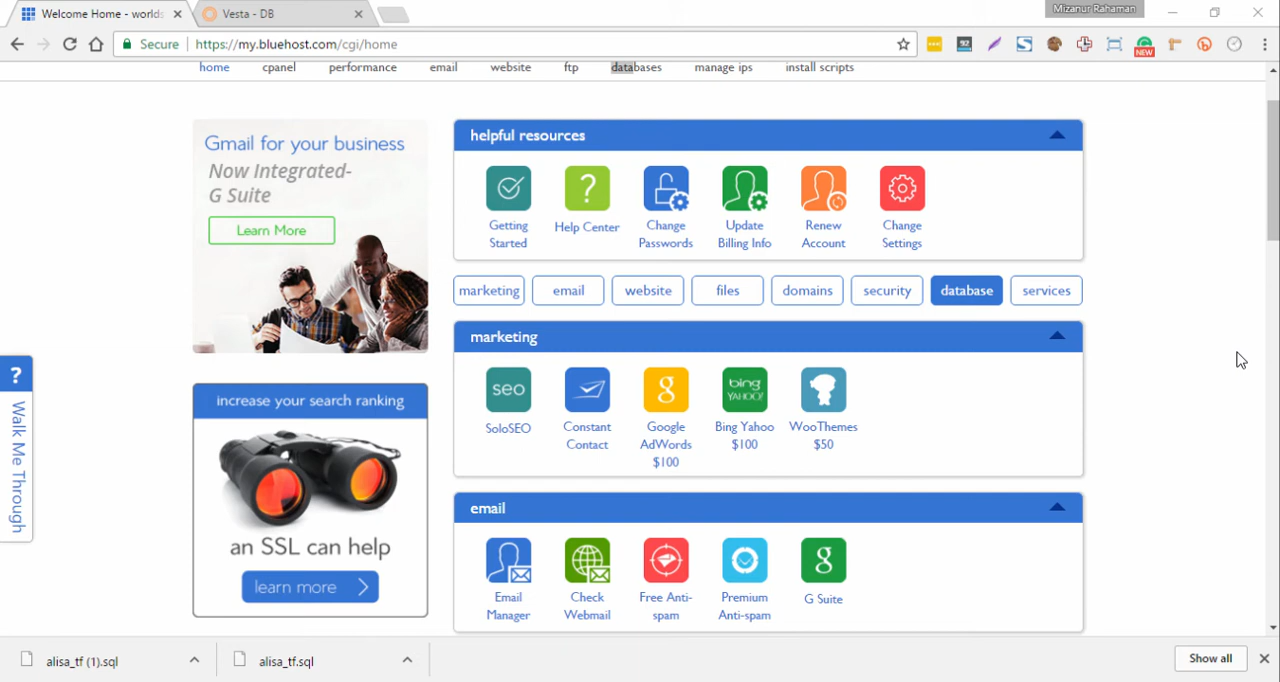 Mizanur Rahaman
Welcome Home - worlds
Vesta - DB
Secure
https://my.bluehost.com/cgi/home
NEW
home cpanel performance email website ftp databases manage ips install scripts
Gmail for your business
Now Integrated-
G Suite
Learn More
helpful resources
?
Getting
Started
Help Center
Change
Passwords
Update
Billing Info
Renew
Account
Change
Settings
marketing email website files domains security database services
?
Walk Me Through
increase your search ranking
an SSL can help
learn more
marketing
seo
g
bing
YAHOO!
SoloSEO
Constant
Contact
Google
AdWords
$100
Bing Yahoo
$100
WooThemes
$50
email
g
Email
Manager
Check
Webmail
Free Anti-
spam
Premium
Anti-spam
G Suite
alisa_tf (1).sql
alisa_tf.sql
Show all